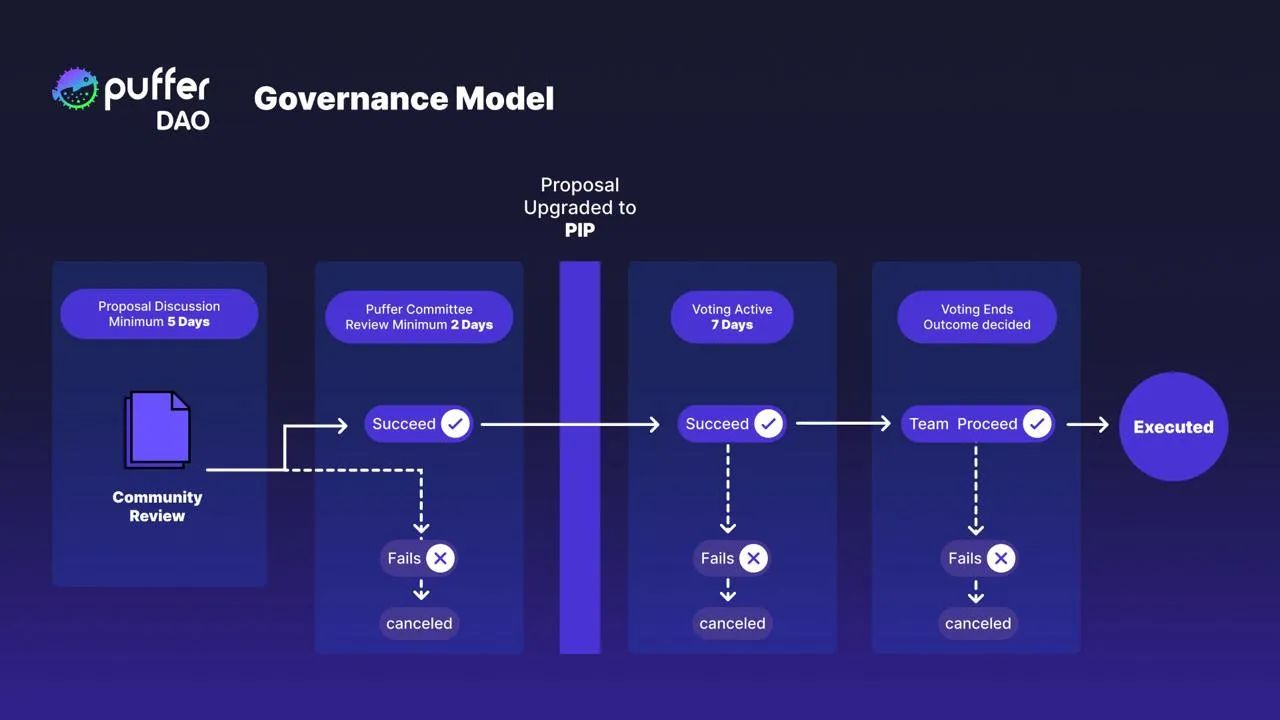 puffer
DAO
Governance Model
Proposal
Upgraded to
PIP
Proposal Discussion
Minimum 5 Days
Community
Review
Puffer Committee
Review Minimum 2 Days
Succeed
Fails
canceled
Voting Active
7 Days
Succeed
Fails
canceled
Voting Ends
Outcome decided
Team Proceed
Fails
canceled
Executed